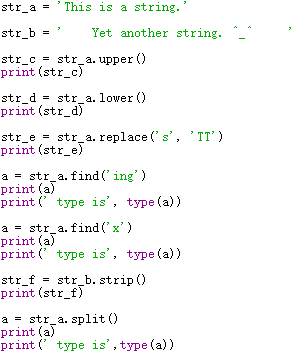 str_a = 'This is a string.'
str_b = '    Yet another string. ^_^     '
str_c = str_a.upper()
print(str_c)
str_d = str_a.lower()
print(str_d)
str_e = str_a.replace('s', 'TT')
print(str_e)
a = str_a.find('ing')
print(a)
print(' type is', type(a))
a = str_a.find('x')
print(a)
print(' type is', type(a))
str_f = str_b.strip()
print(str_f)
a = str_a.split()
print(a)
print(' type is',type(a))